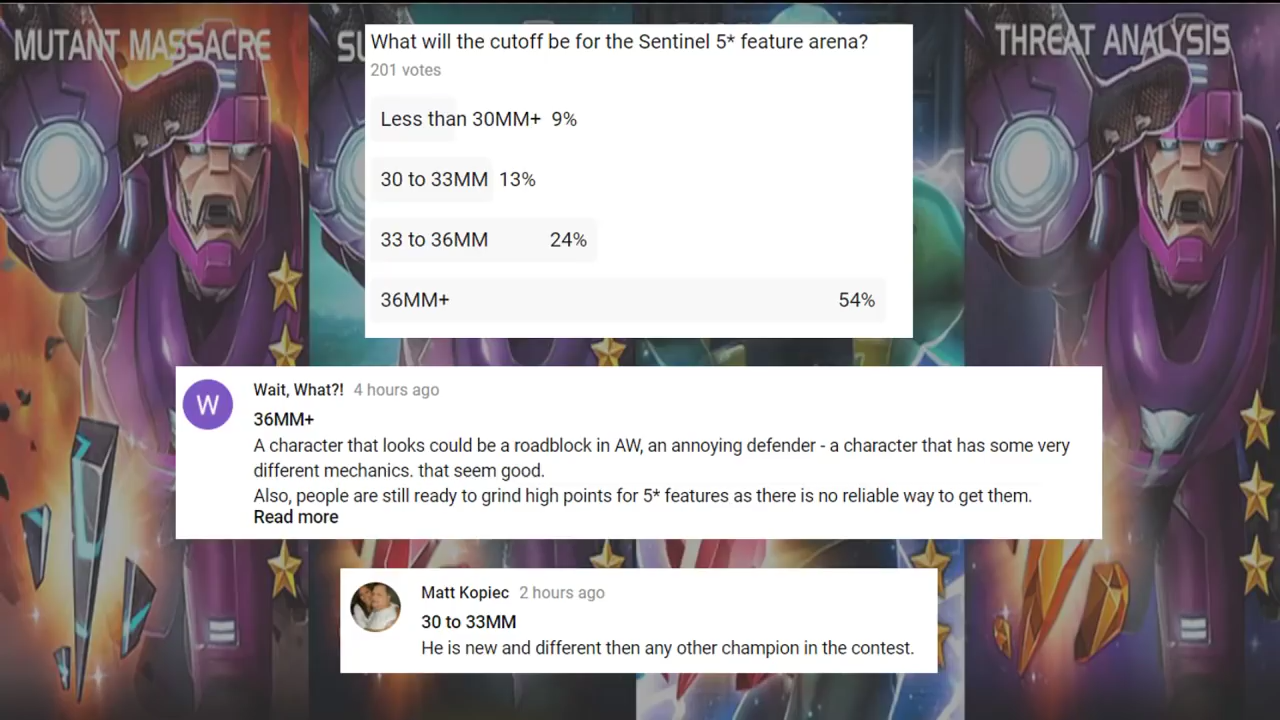 MUTANT MASSACRE
THREAT ANALYSIS
What will the cutoff be for the Sentinel 5* feature arena?
201 votes
Less than 30MM+ 9%
30 to 33MM 13%
33 to 36MM 24%
36MM+ 54%
W
Wait, What?! 4 hours ago
36MM+
A character that looks could be a roadblock in AW, an annoying defender - a character that has some very
different mechanics. that seem good.
Also, people are still ready to grind high points for 5* features as there is no reliable way to get them.
Read more
Matt Kopiec 2 hours ago
30 to 33MM
He is new and different then any other champion in the contest.